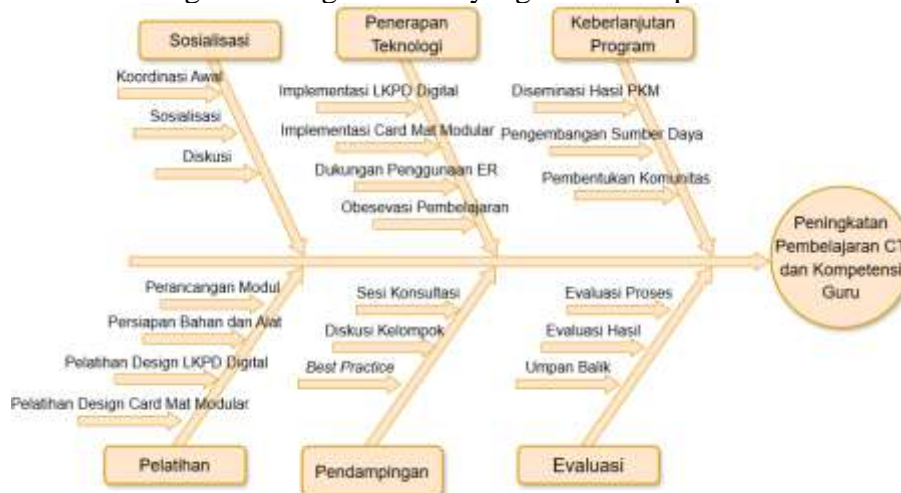 Sosialisasi
Penerapan
Teknologi
Keberlanjutan
Program
Koordinasi Awal
Sosialisasi
Diskusi
Implementasi LKPD Digital
Implementasi Card Mat Modular
Dukungan Penggunaan ER
Obesevasi Pembelajaran
Diseminasi Hasil PKM
Pengembangan Sumber Daya
Pembentukan Komunitas
Peningkatan
Pembelajaran CT
dan Kompetensi
Guru
Perancangan Modul
Persiapan Bahan dan Alat
Pelatihan Design LKPD Digital
Pelatihan Design Card Mat Modular
Sesi Konsultasi
Diskusi Kelompok
Best Practice
Evaluasi Proses
Evaluasi Hasil
Umpan Balik
Pelatihan
Pendampingan
Evaluasi